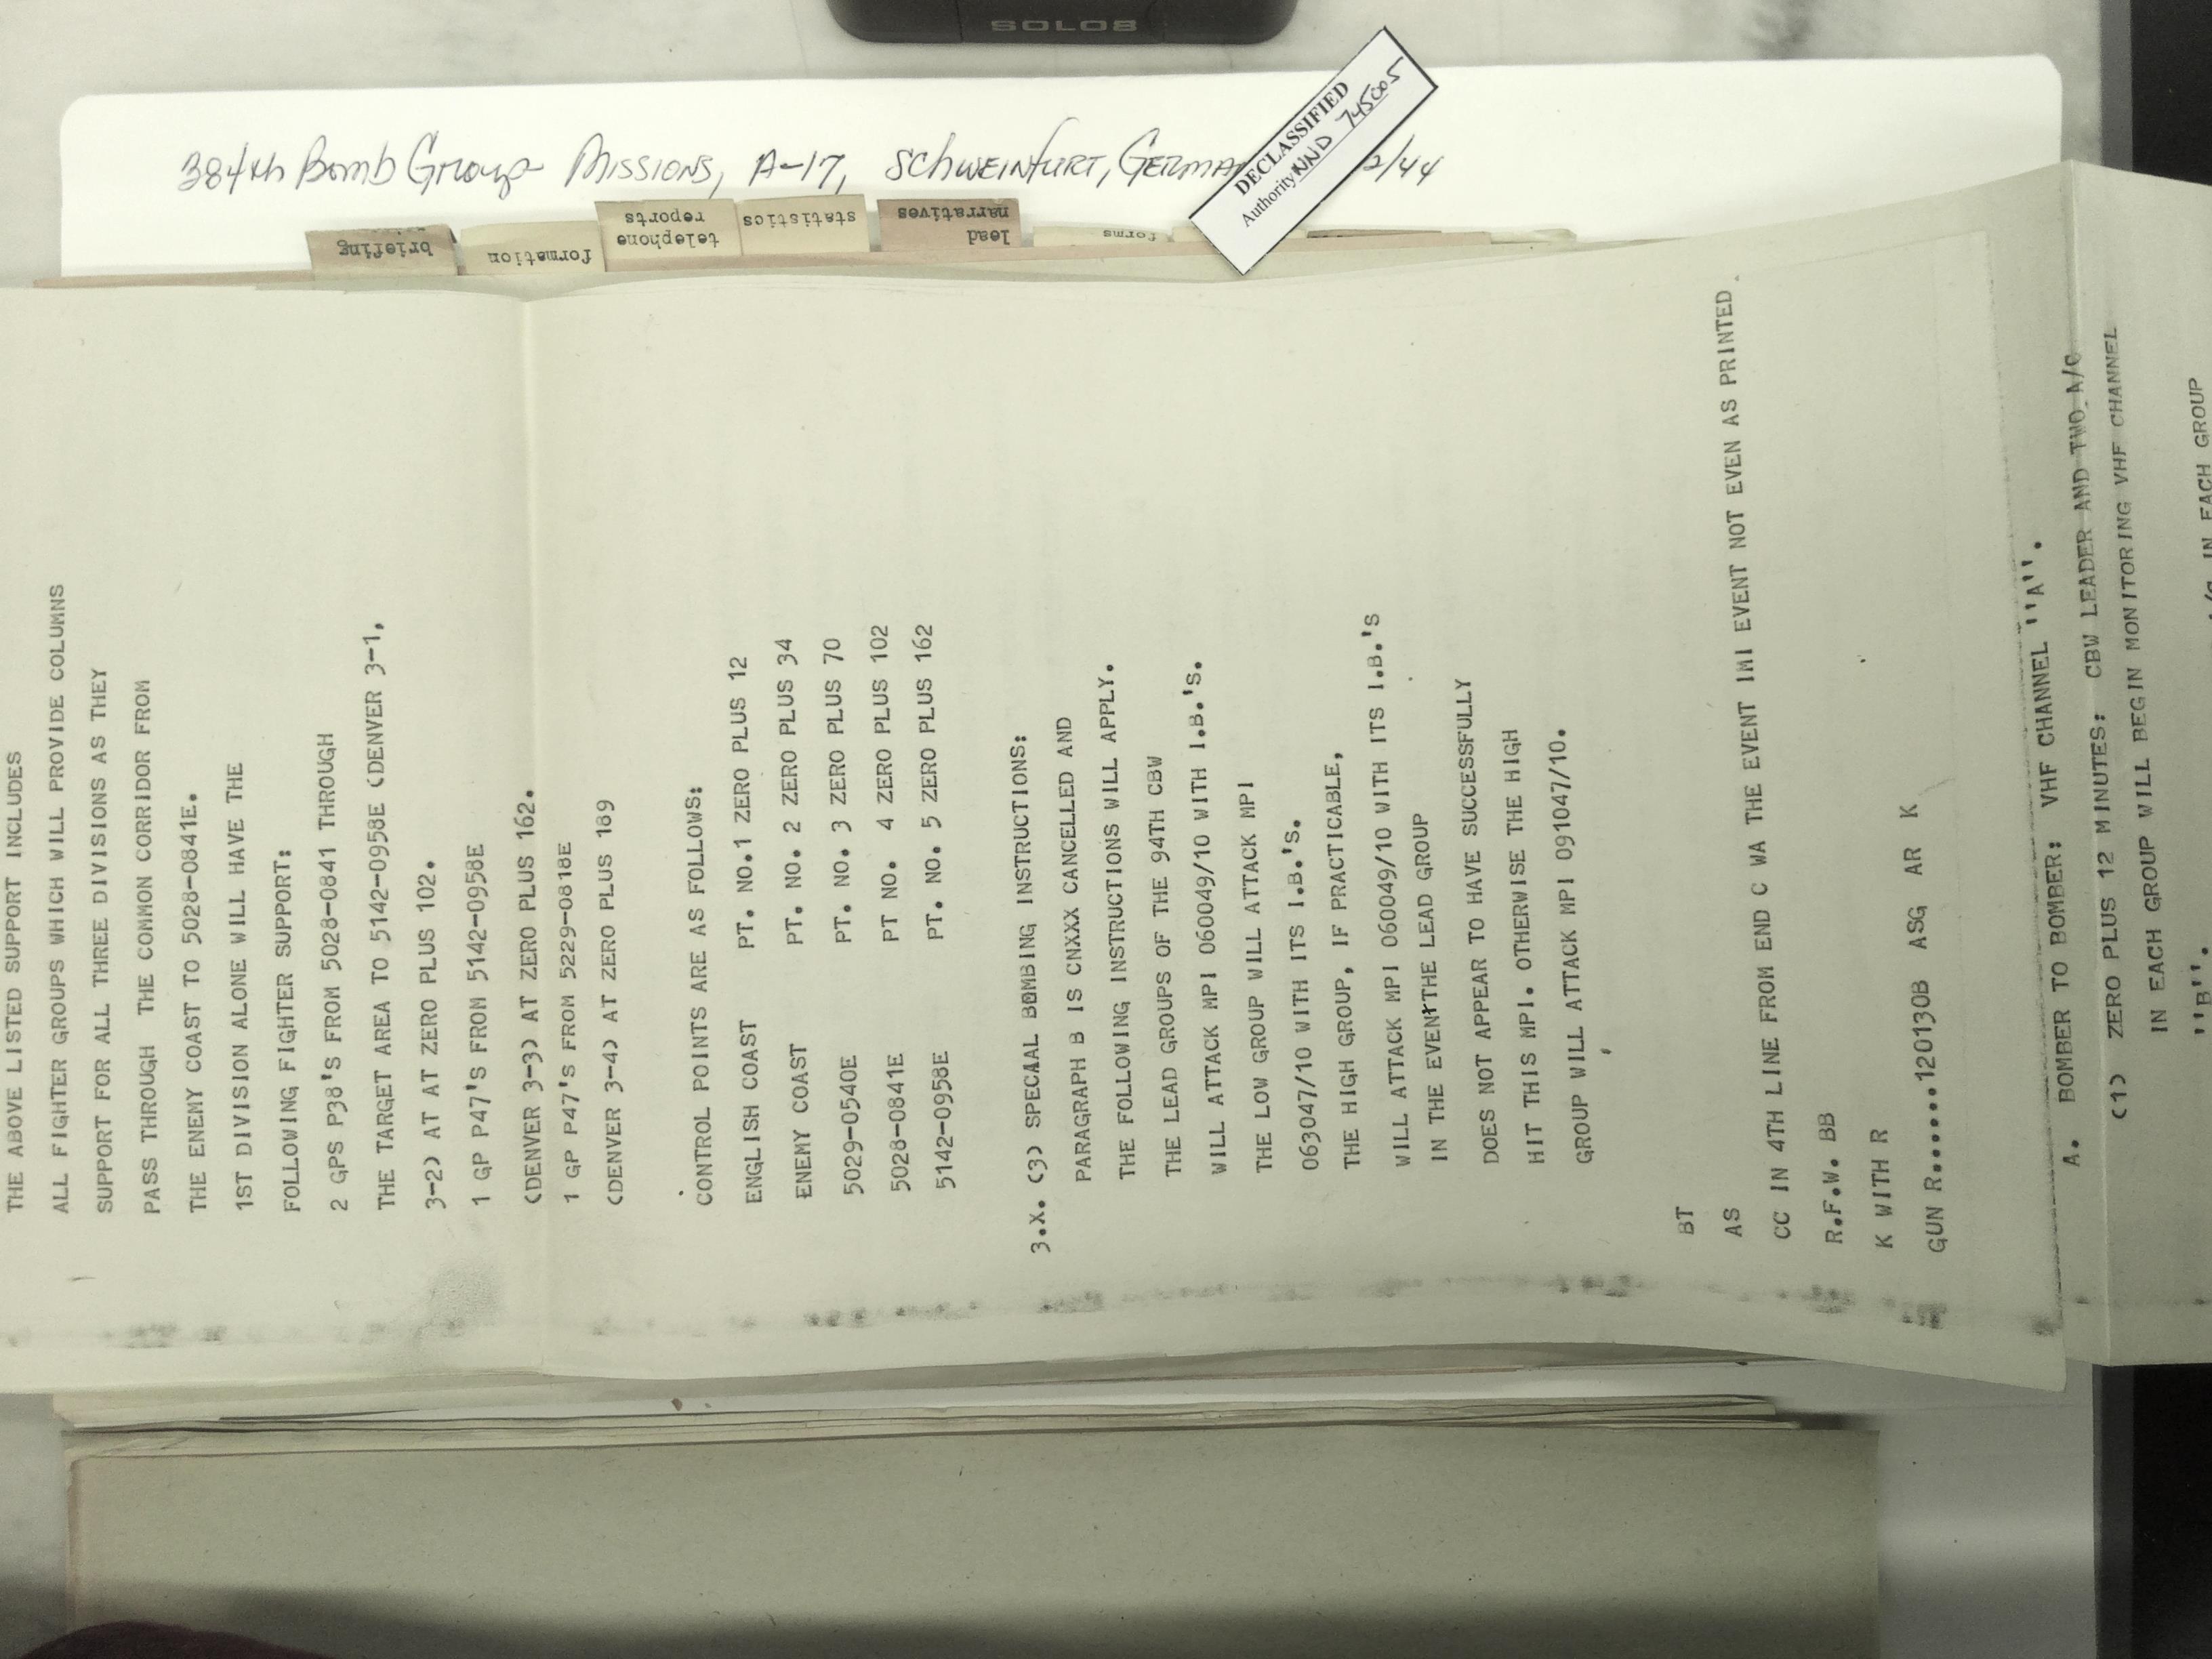 SOLO8
384th Bomb Group Missions, A-17, Schweinfurt, 2/44
DECLASSIFIED
Authority NND 745005
briefing
formation
telephone
reports
statistics
lead
narratives
forms
THE ABOVE LISTED SUPPORT INCLUDES
ALL FIGHTER GROUPS WHICH WILL PROVIDE COLUMNS
SUPPORT FOR ALL THREE DIVISIONS AS THEY
PASS THROUGH THE COMMON CORRIDOR FROM
THE ENEMY COAST TO 5028-0841E.
1ST DIVISION ALONE WILL HAVE THE
FOLLOWING FIGHTER SUPPORT:
2 GPS P38'S FROM 5028-0841 THROUGH
THE TARGET AREA TO 5142-0958E (DENVER 3-1,
3-2) AT AT ZERO PLUS 102.
1 GP P47'S FROM 5142-0958E
(DENVER 3-3) AT ZERO PLUS 162.
1 GP P47'S FROM 5229-0818E
(DENVER 3-4) AT ZERO PLUS 189
CONTROL POINTS ARE AS FOLLOWS:
ENGLISH COAST PT. NO.1 ZERO PLUS 12
ENEMY COAST PT. NO. 2 ZERO PLUS 34
5029-0540E PT. NO. 3 ZERO PLUS 70
5028-0841E PT NO. 4 ZERO PLUS 102
5142-0958E PT. NO. 5 ZERO PLUS 162
3.X. (3) SPECAAL BOMBING INSTRUCTIONS:
PARAGRAPH B IS CNXXX CANCELLED AND
THE FOLLOWING INSTRUCTIONS WILL APPLY.
THE LEAD GROUPS OF THE 94TH CBW
WILL ATTACK MPI 060049/10 WITH I.B.'S.
THE LOW GROUP WILL ATTACK MPI
063047/10 WITH ITS I.B.'S.
THE HIGH GROUP, IF PRACTICABLE,
WILL ATTACK MPI 060049/10 WITH ITS I.B.'S
IN THE EVENT THE LEAD GROUP
DOES NOT APPEAR TO HAVE SUCCESSFULLY
HIT THIS MPI. OTHERWISE THE HIGH
GROUP WILL ATTACK MPI 091047/10.
BT
AS
CC IN 4TH LINE FROM END C WA THE EVENT IMI EVENT NOT EVEN AS PRINTED
R.F.W. BB
K WITH R
GUN R......120130B ASG AR K
A. BOMBER TO BOMBER: VHF CHANNEL ''A''.
(1) ZERO PLUS 12 MINUTES: CBW LEADER AND TWO A/C
IN EACH GROUP WILL BEGIN MONITORING VHF CHANNEL
''B''.
IN EACH GROUP